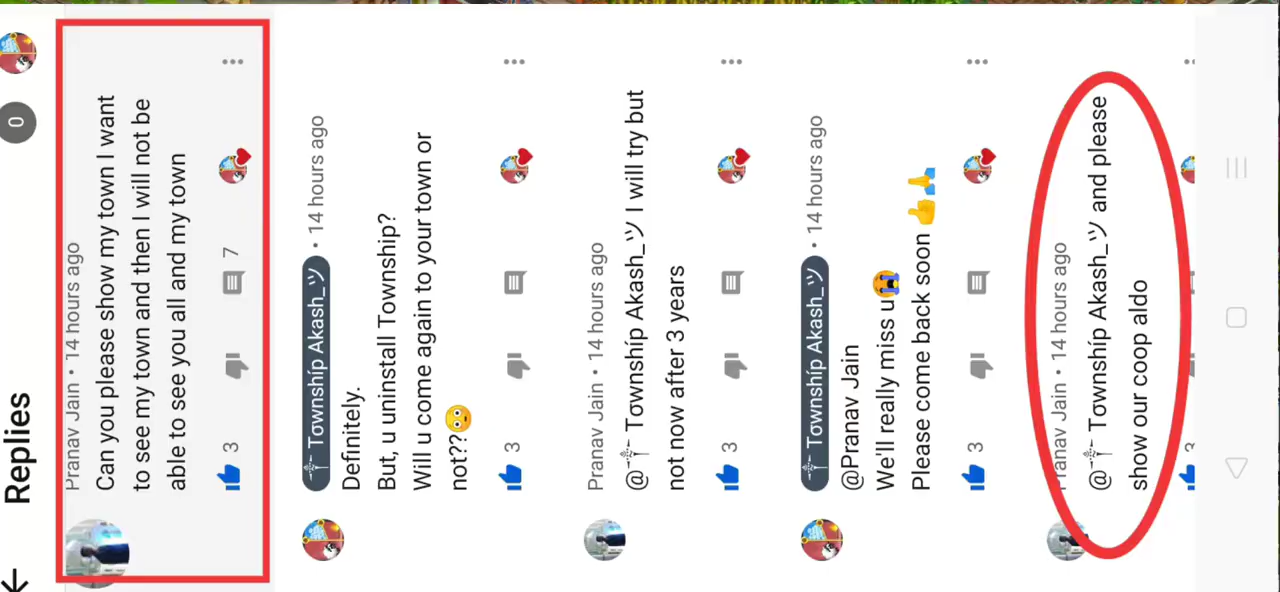 Replies
0
Pranav Jain • 14 hours ago
Can you please show my town I want
to see my town and then I will not be
able to see you all and my town
3
7
Tσwnshíp Akash_ツ • 14 hours ago
Definitely.
But, u uninstall Township?
Will u come again to your town or
not??😳
3
Pranav Jain • 14 hours ago
@ Tσwnshíp Akash_ツ I will try but
not now after 3 years
3
Tσwnshíp Akash_ツ • 14 hours ago
@Pranav Jain
We'll really miss u😭
Please come back soon 👍🙏
3
Pranav Jain • 14 hours ago
@ Tσwnshíp Akash_ツ and please
show our coop aldo
3